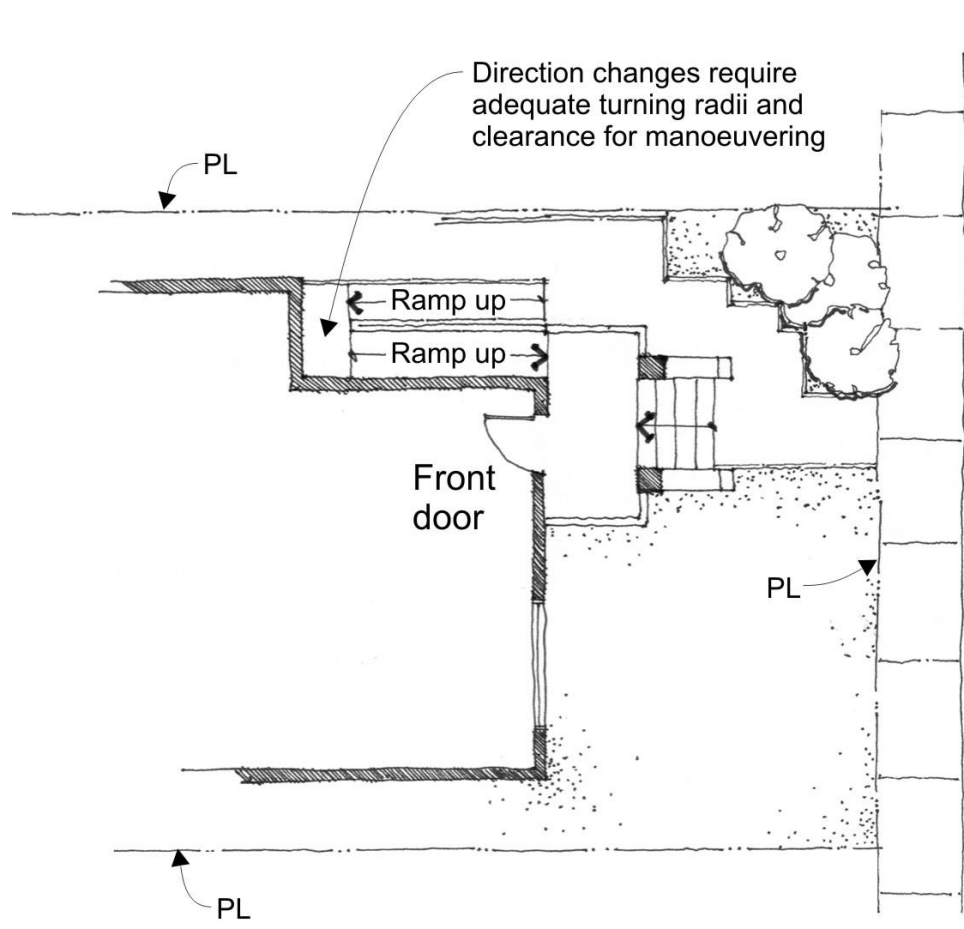 Direction changes require
adequate turning radii and
clearance for manoeuvering
PL
Ramp up
Ramp up
Front
door
PL
PL